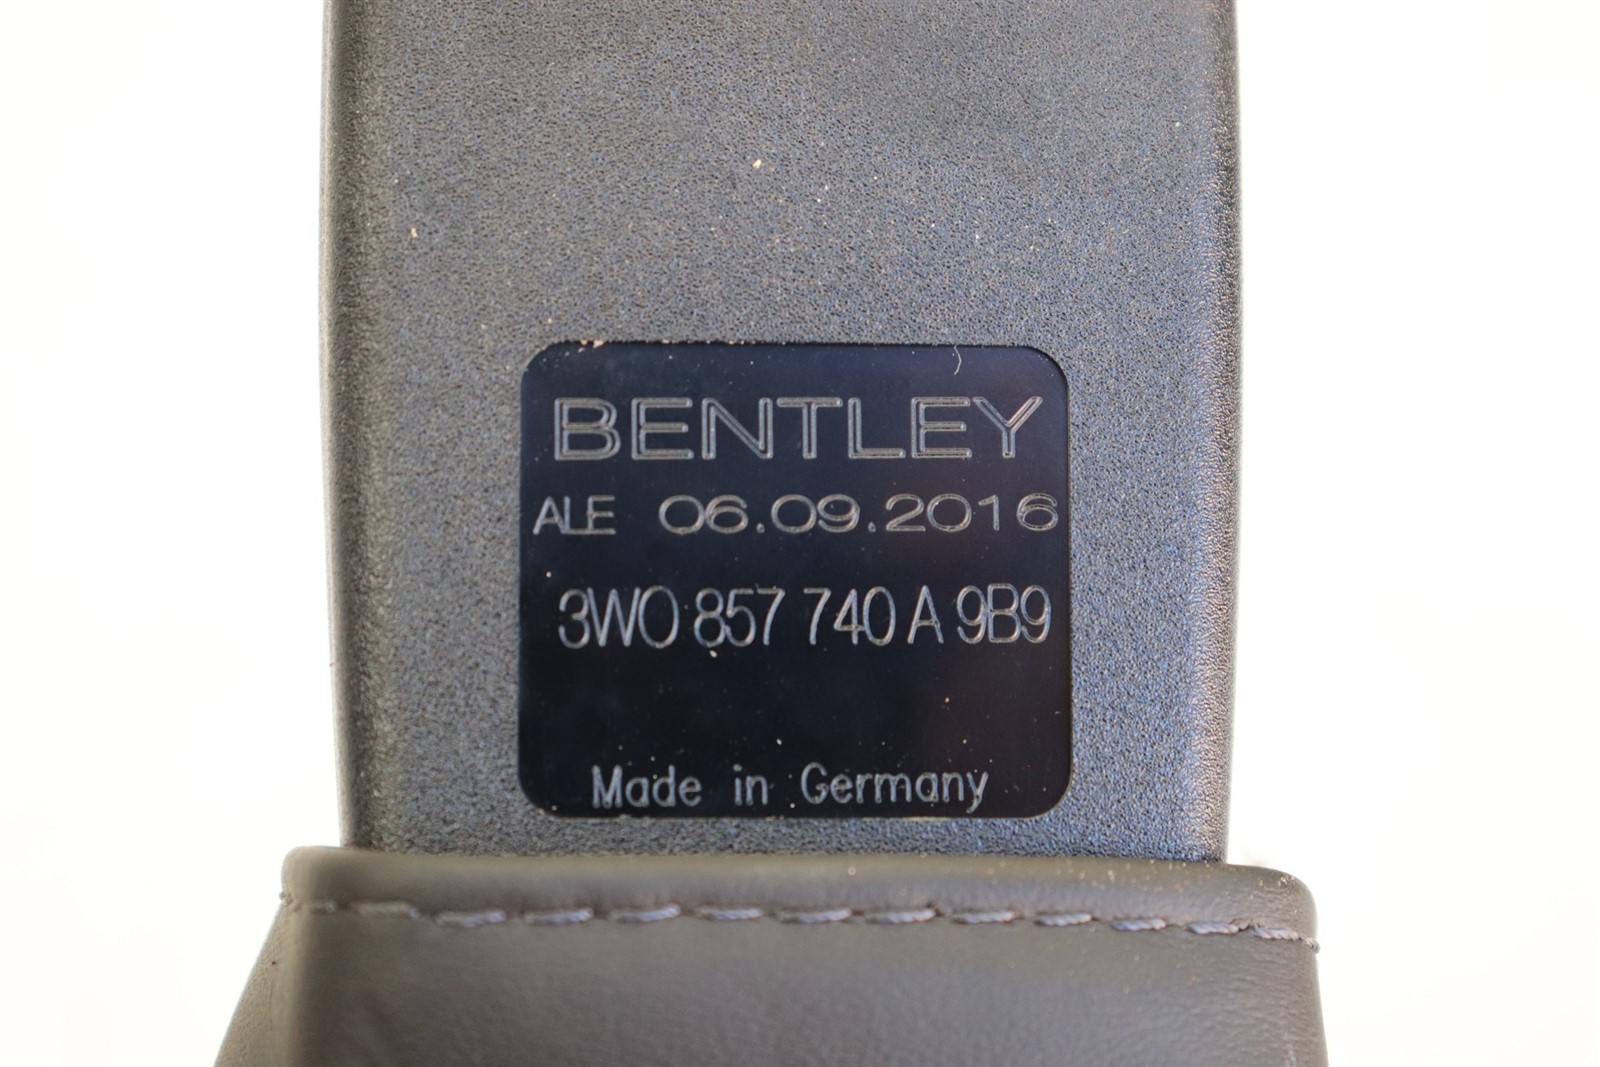 BENTLEY
ALE 06.09.2016
3W0 857 740 A 9B9
Made in Germany